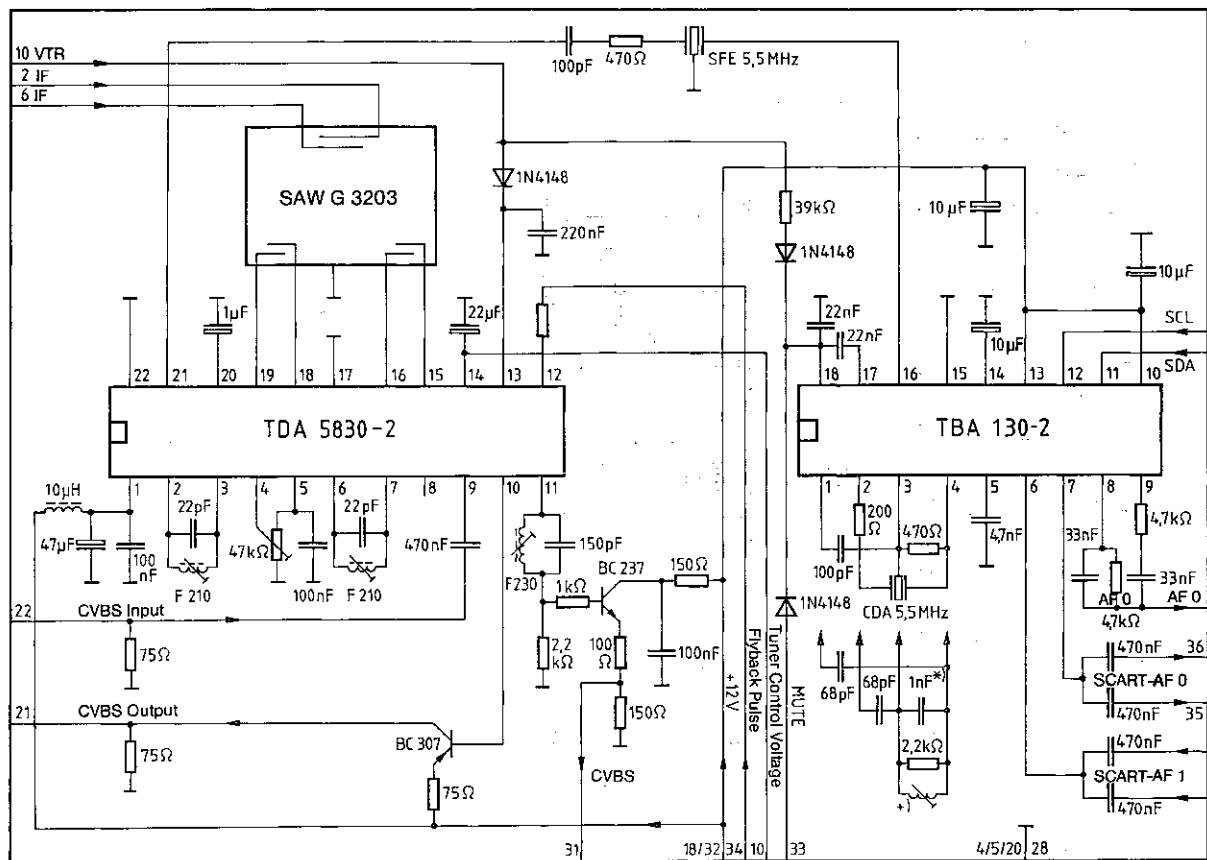 10 VTR
2 IF
6 IF
100pF
470Ω
SFE 5,5MHz
SAW G 3203
1N4148
220nF
39kΩ
1N4148
10µF
10µF
1µF
22µF
22nF
22nF
10µF
SCL
SDA
22 21 20 19 18 17 16 15 14 13 12
18 17 16 15 14 13 12 11 10
TDA 5830-2
TBA 130-2
1 2 3 4 5 6 7 8 9 10 11
1 2 3 4 5 6 7 8 9
10µH
47µF
100 nF
22pF
F 210
47kΩ
100nF
22pF
F 210
470nF
150pF
F230
BC 237
150Ω
1kΩ
2,2 kΩ
100 Ω
100nF
150Ω
1N4148
100pF
200 Ω
470Ω
CDA 5,5MHz
4,7nF
33nF
4,7kΩ
4,7kΩ
33nF
AF 0
AF 0
22
CVBS Input
75Ω
21
CVBS Output
75Ω
BC 307
75Ω
CVBS
+12V
Flyback Pulse
Tuner Control Voltage
MUTE
68pF
68pF
1nF*)
2,2kΩ
+)
470nF
36
SCART-AF 0
470nF
35
470nF
SCART-AF 1
470nF
31
18/32
34
10
33
4/5/20
28